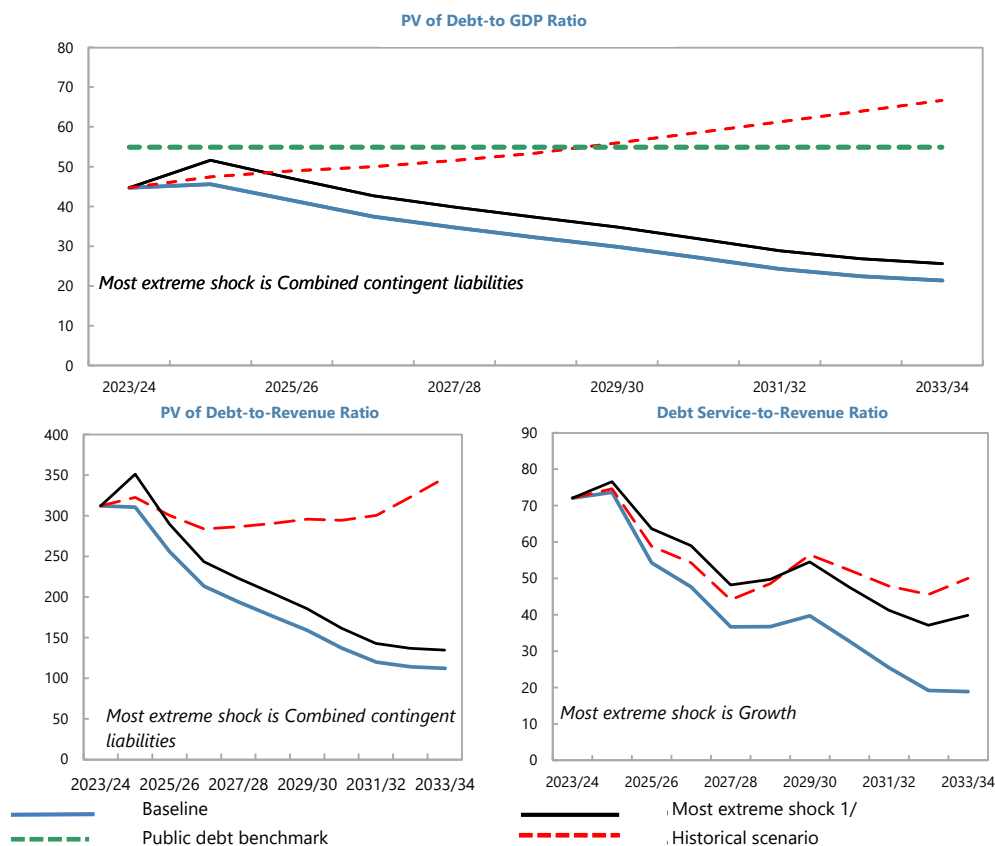 PV of Debt-to GDP Ratio
80
70
60
50
40
30
20
10
0
Most extreme shock is Combined contingent liabilities
2023/24 2025/26 2027/28 2029/30 2031/32 2033/34
PV of Debt-to-Revenue Ratio
400
350
300
250
200
150
100
50
0
Most extreme shock is Combined contingent
liabilities
2023/24 2025/26 2027/28 2029/30 2031/32 2033/34
Debt Service-to-Revenue Ratio
90
80
70
60
50
40
30
20
10
0
Most extreme shock is Growth
2023/24 2025/26 2027/28 2029/30 2031/32 2033/34
Baseline
Most extreme shock 1/
Public debt benchmark
Historical scenario